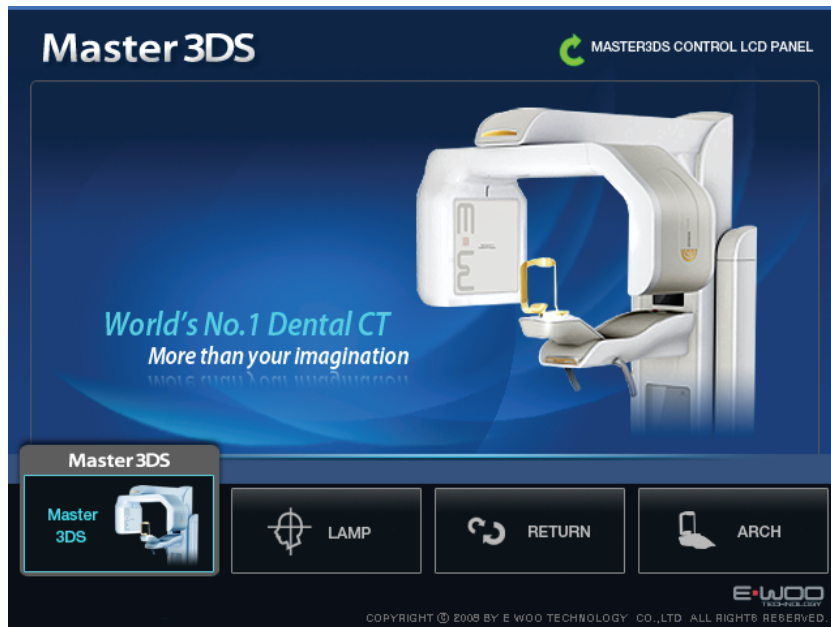 Master 3DS
MASTER3DS CONTROL LCD PANEL
E•W
World's No.1 Dental CT
More than your imagination
Master 3DS
Master
3DS
LAMP
RETURN
ARCH
E•WOO
TECHNOLOGY
COPYRIGHT © 2008 BY E WOO TECHNOLOGY CO.,LTD ALL RIGHTS RESERVED.